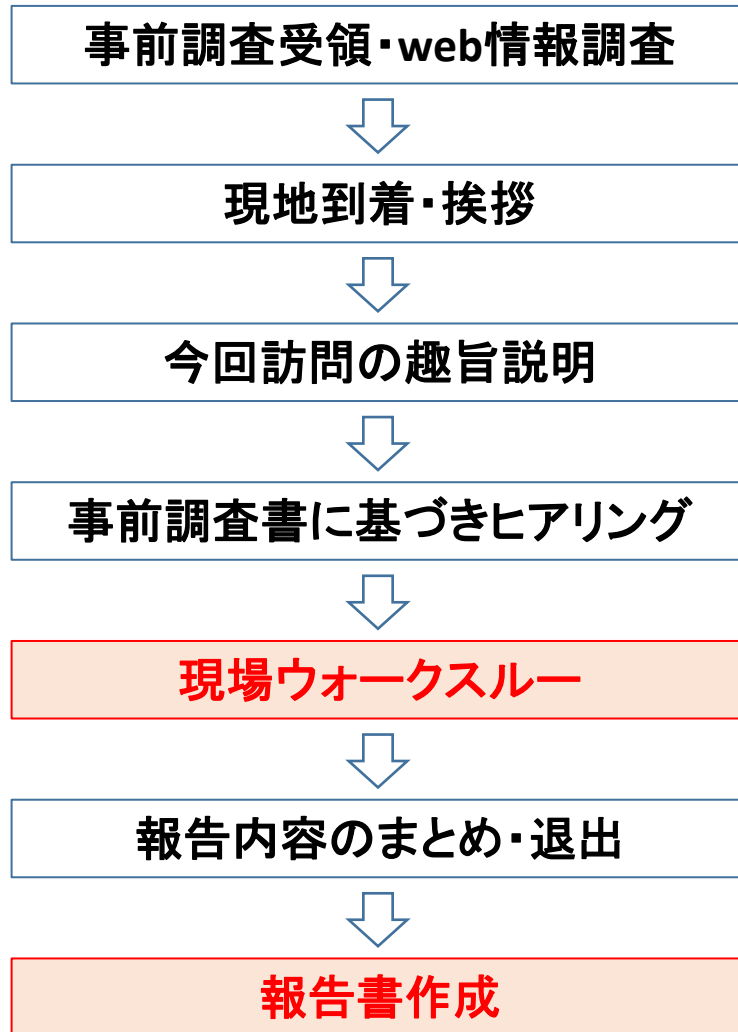 事前調査受領・web情報調査
現地到着・挨拶
今回訪問の趣旨説明
事前調査書に基づきヒアリング
現場ウォークスルー
報告内容のまとめ・退出
報告書作成